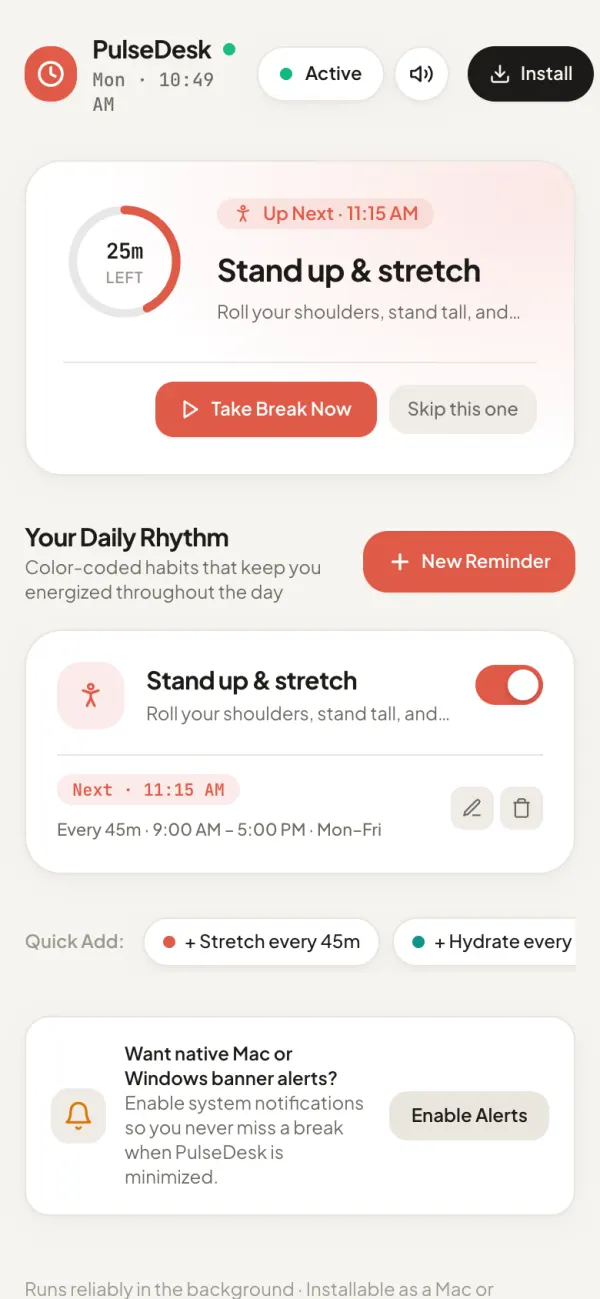 PulseDesk
Mon · 10:49
AM
Active
Install
25m
LEFT
Up Next · 11:15 AM
Stand up & stretch
Roll your shoulders, stand tall, and...
Take Break Now
Skip this one
Your Daily Rhythm
Color-coded habits that keep you
energized throughout the day
New Reminder
Stand up & stretch
Roll your shoulders, stand tall, and...
Next · 11:15 AM
Every 45m · 9:00 AM – 5:00 PM · Mon–Fri
Quick Add:
+ Stretch every 45m
+ Hydrate every
Want native Mac or
Windows banner alerts?
Enable system notifications
so you never miss a break
when PulseDesk is
minimized.
Enable Alerts
Runs reliably in the background · Installable as a Mac or